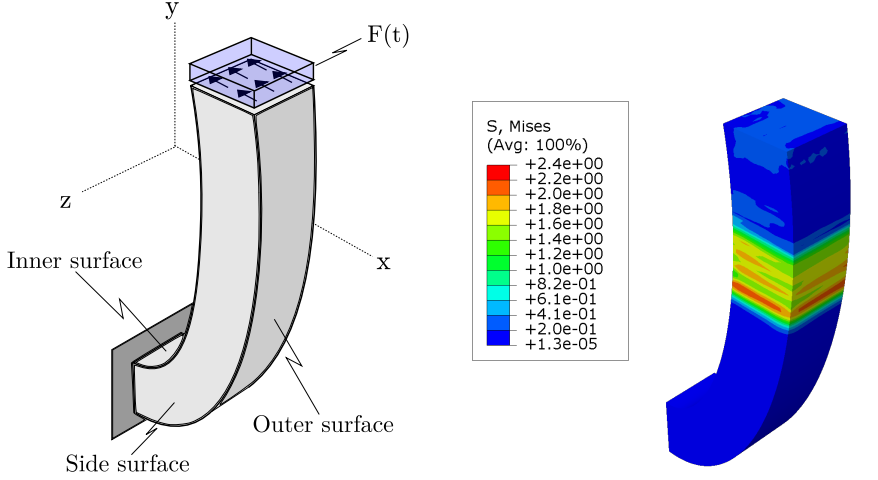 y
F(t)
z
x
Inner surface
Outer surface
Side surface
S, Mises
(Avg: 100%)
+2.4e+00
+2.2e+00
+2.0e+00
+1.8e+00
+1.6e+00
+1.4e+00
+1.2e+00
+1.0e+00
+8.2e-01
+6.1e-01
+4.1e-01
+2.0e-01
+1.3e-05